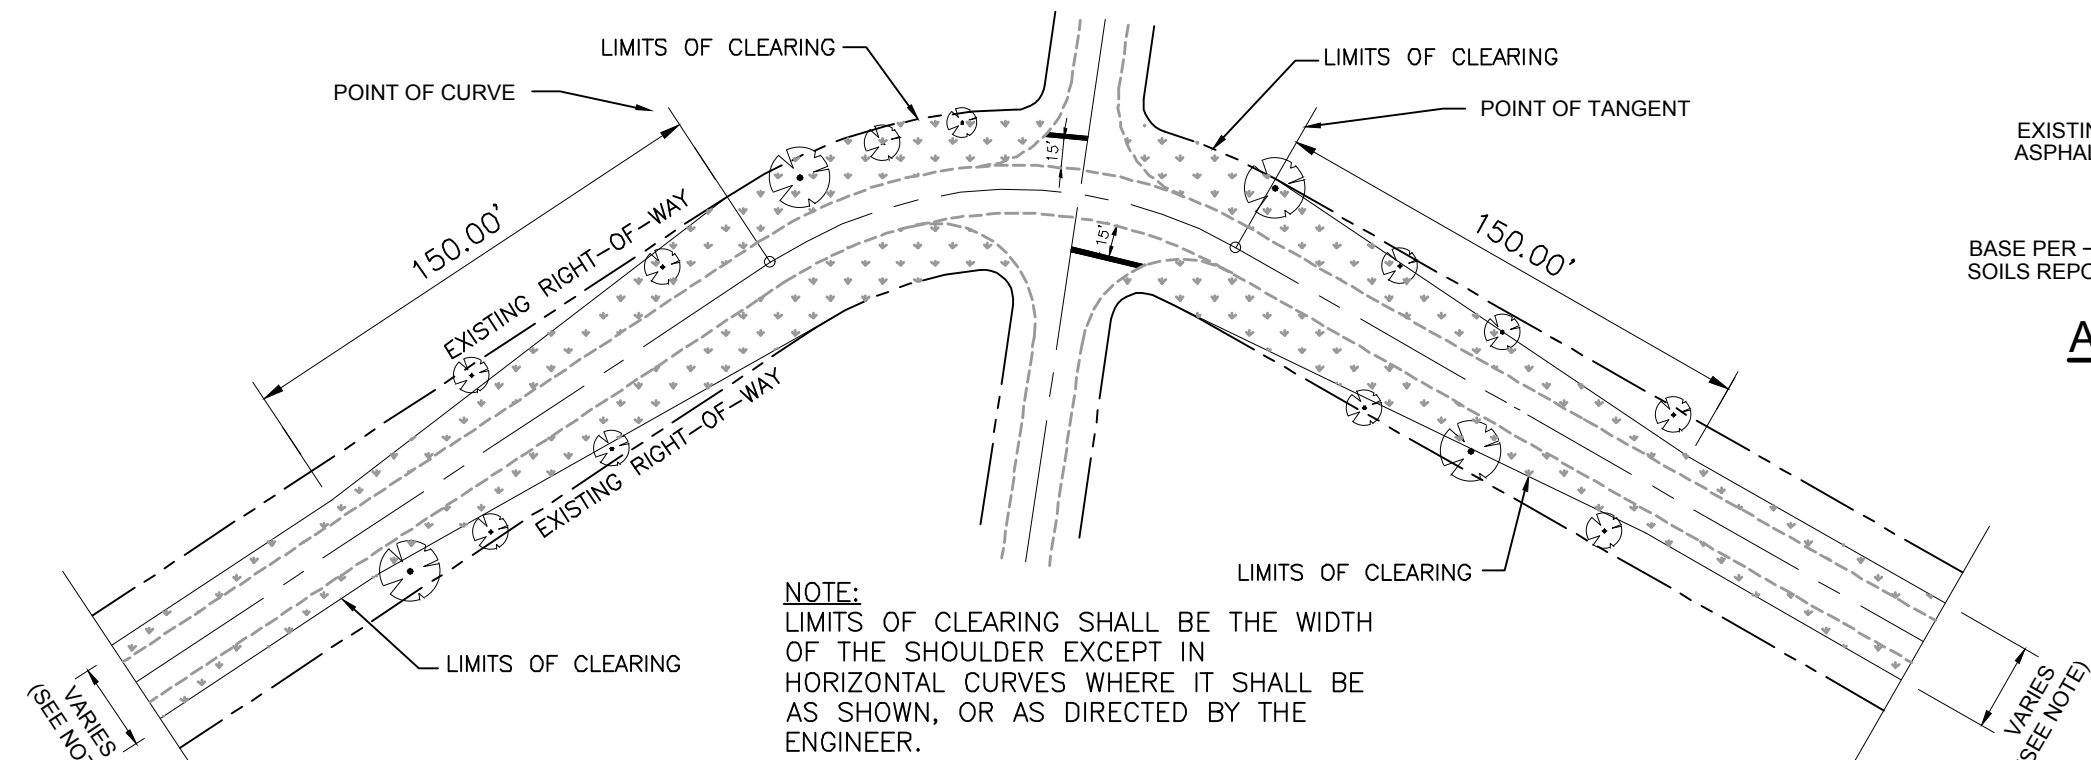 LIMITS OF CLEARING
LIMITS OF CLEARING
POINT OF CURVE
POINT OF TANGENT
ASPHAL
BASE PER
SOILS
15'
15'
150.00'
150.00'
EXISTING RIGHT-OF-WAY
EXISTING RIGHT-OF-WAY
A
LIMITS OF CLEARING
LIMITS OF CLEARING
NOTE:
LIMITS OF CLEARING SHALL BE THE WIDTH
OF THE SHOULDER EXCEPT IN
HORIZONTAL CURVES WHERE IT SHALL BE
AS SHOWN, OR AS DIRECTED BY THE
ENGINEER.
VARIES
(SEE
VARIES
SEE NOTE)